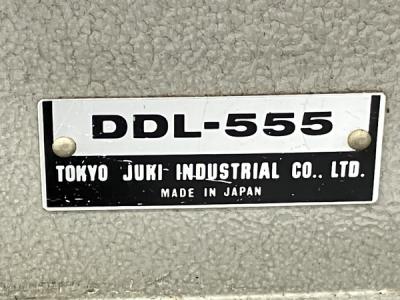 DDL-555
TOKYO JUKI INDUSTRIAL CO., LTD.
MADE IN JAPAN